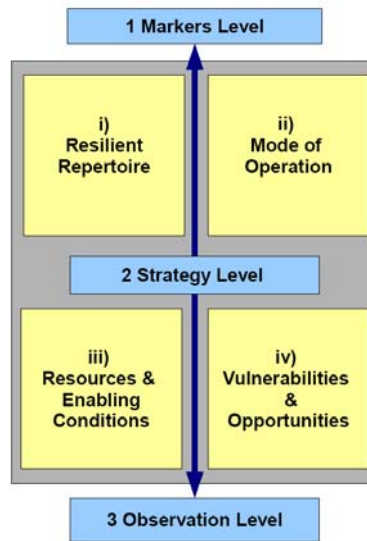 1 Markers Level
i)
Resilient
Repertoire
ii)
Mode of
Operation
2 Strategy Level
iii)
Resources &
Enabling
Conditions
iv)
Vulnerabilities
&
Opportunities
3 Observation Level